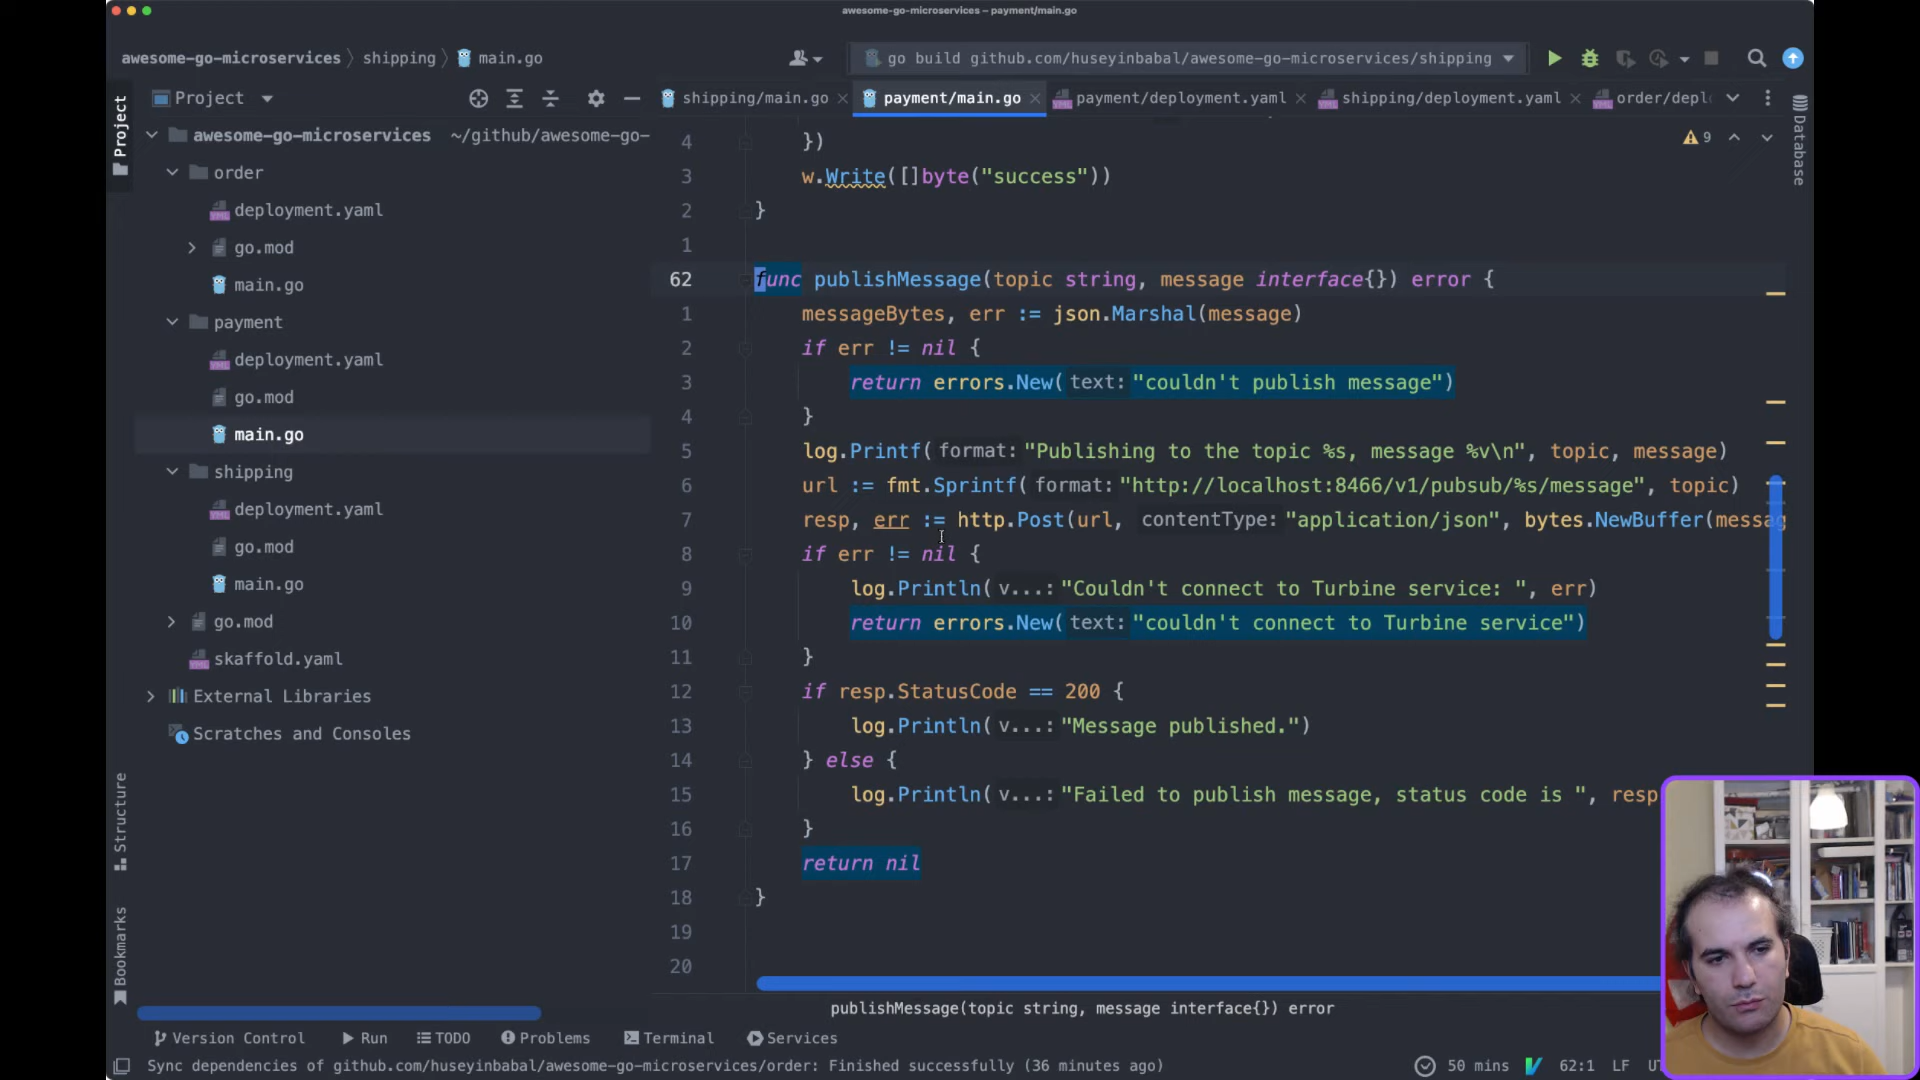 awesome-go-microservices – payment/main.go
awesome-go-microservices shipping main.go
go build github.com/huseyinbabal/awesome-go-microservices/shipping
Project
Project
shipping/main.go
payment/main.go
payment/deployment.yaml
shipping/deployment.yaml
order/depl
Database
awesome-go-microservices ~/github/awesome-go-
order
deployment.yaml
go.mod
main.go
payment
deployment.yaml
go.mod
main.go
shipping
deployment.yaml
go.mod
main.go
go.mod
skaffold.yaml
External Libraries
Scratches and Consoles
Structure
Bookmarks
9
4 })
3 w.Write([]byte("success"))
2 }
1
62 func publishMessage(topic string, message interface{}) error {
1 messageBytes, err := json.Marshal(message)
2 if err != nil {
3 return errors.New( text: "couldn't publish message")
4 }
5 log.Printf( format: "Publishing to the topic %s, message %v\n", topic, message)
6 url := fmt.Sprintf( format: "http://localhost:8466/v1/pubsub/%s/message", topic)
7 resp, err := http.Post(url, contentType: "application/json", bytes.NewBuffer(messag
8 if err != nil {
9 log.Println( v...: "Couldn't connect to Turbine service: ", err)
10 return errors.New( text: "couldn't connect to Turbine service")
11 }
12 if resp.StatusCode == 200 {
13 log.Println( v...: "Message published.")
14 } else {
15 log.Println( v...: "Failed to publish message, status code is ", resp
16 }
17 return nil
18 }
19
20
publishMessage(topic string, message interface{}) error
Version Control Run TODO Problems Terminal Services
Sync dependencies of github.com/huseyinbabal/awesome-go-microservices/order: Finished successfully (36 minutes ago) 50 mins 62:1 LF